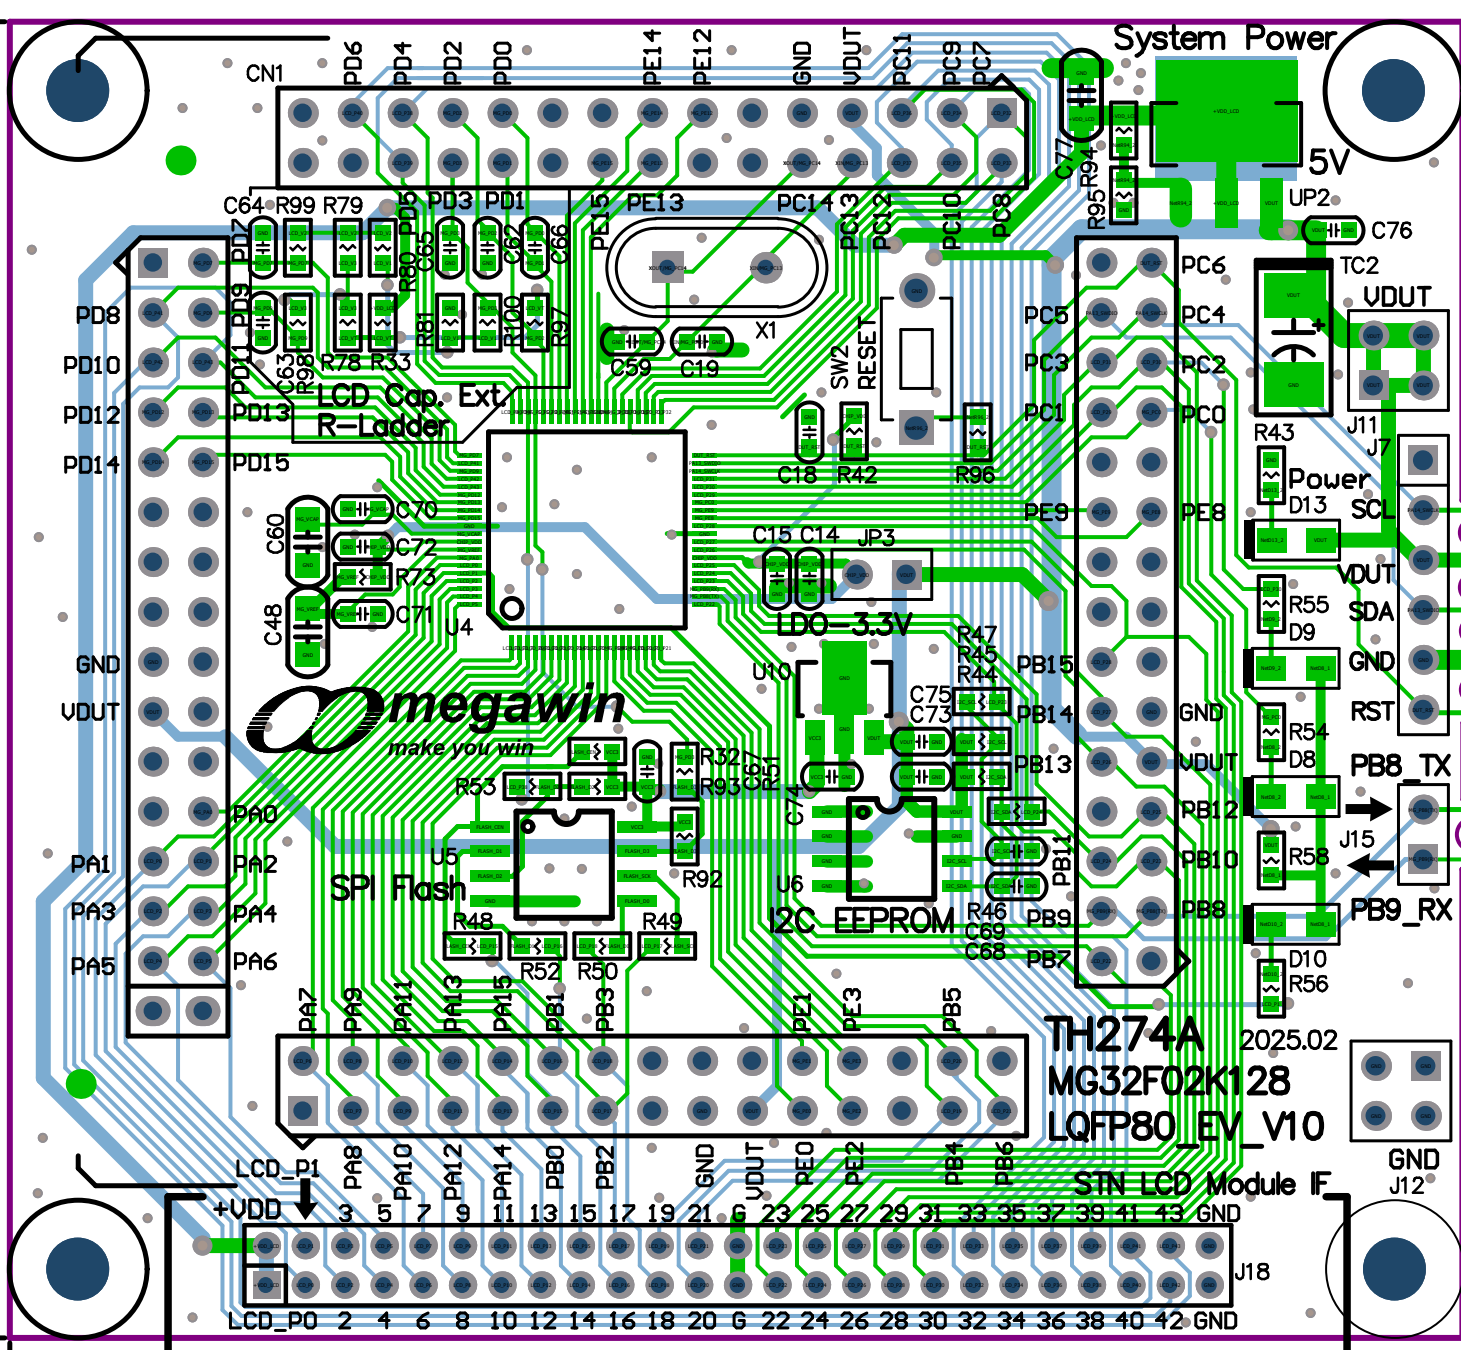 System Power
CN1
PD6
PD4
PD2
PD0
PE14
PE12
GND
VDUT
PC11
PC9
PC7
C77
R94
R95
5V
UP2
C76
C64
R99
R79
PD7
PD5
PD3
PD1
PE15
PE13
PC14
PC13
PC12
PC10
PC8
R80
C65
C62
C66
X1
PC6
TC2
VDUT
PD8
PD9
PC5
PC4
PD10
PD11
C63
R98
R78
R33
R81
R100
R97
C59
C19
SW2
RESET
PC3
PC2
LCD Cap. Ext.
R-Ladder
PD12
PD13
PC1
PC0
J11
J7
PD14
PD15
C18
R42
R96
R43
Power
D13
C60
C70
C72
R73
C71
C48
U4
C15
C14
JP3
LDO-3.3V
PE9
PE8
SCL
VDUT
SDA
GND
RST
R55
D9
GND
VDUT
megawin
make you win
U10
R47
R45
R44
C75
C73
PB15
PB14
GND
R54
D8
PB13
VDUT
PB8_TX
R53
R32
R93
C67
R51
C74
PA0
PB12
J15
PA1
PA2
U5
SPI Flash
R92
U6
PB11
PB10
R58
PA3
PA4
R48
R49
I2C EEPROM
R46
C69
C68
PB9
PB8
PB9_RX
PA5
PA6
R52
R50
PB7
D10
R56
PA7
PA9
PA11
PA13
PA15
PB1
PB3
PE1
PE3
PB5
TH274A
2025.02
MG32F02K128
LQFP80_EV_V10
LCD_P1
PA8
PA10
PA12
PA14
PB0
PB2
GND
VDUT
PE0
PE2
PB4
PB6
GND
J12
STN LCD Module IF
+VDD 3 5 7 9 11 13 15 17 19 21 G 23 25 27 29 31 33 35 37 39 41 43 GND
J18
LCD_P0 2 4 6 8 10 12 14 16 18 20 G 22 24 26 28 30 32 34 36 38 40 42 GND